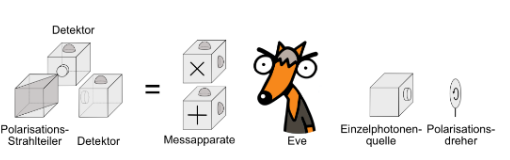 Detektor
=
×
+
Polarisations-
Strahlteiler
Detektor
Messapparate
Eve
Einzelphotonen-
quelle
Polarisations-
dreher